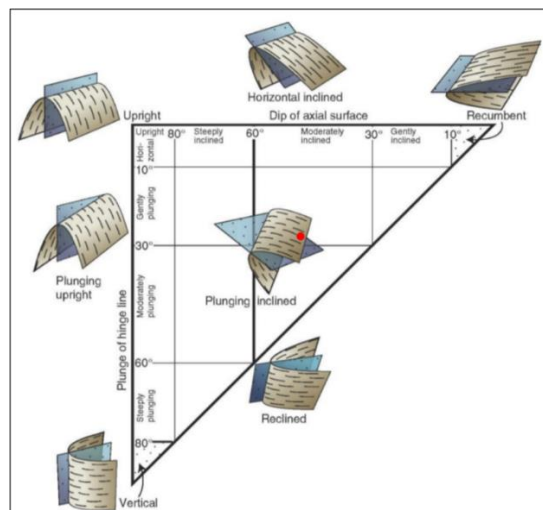 Horizontal inclined
Upright
Dip of axial surface
Recumbent
Upright
80°
Steeply
inclined
60°
Moderately
inclined
30°
Gently
inclined
10°
Hori-
zontal
10°
Gently plunging
30°
Plunging
upright
Plunging inclined
Moderately
plunging
Plunge of hinge line
60°
Reclined
Steeply
plunging
80°
Vertical